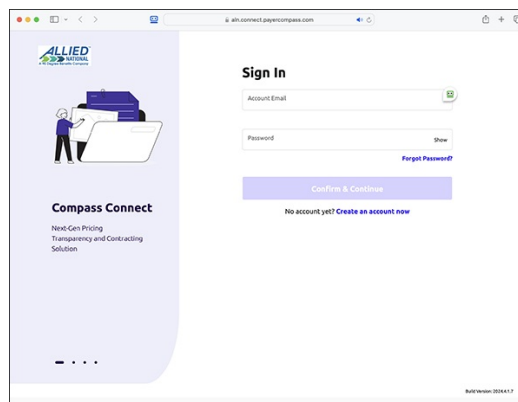 aln.connect.payercompass.com
ALLIED
NATIONAL
Sign In
Account Email
Password
Show
Forgot Password?
Confirm & Continue
No account yet? Create an account now
Compass Connect
Next-Gen Pricing
Transparency and Contracting
Solution
Build Version: 2024.4.1.7